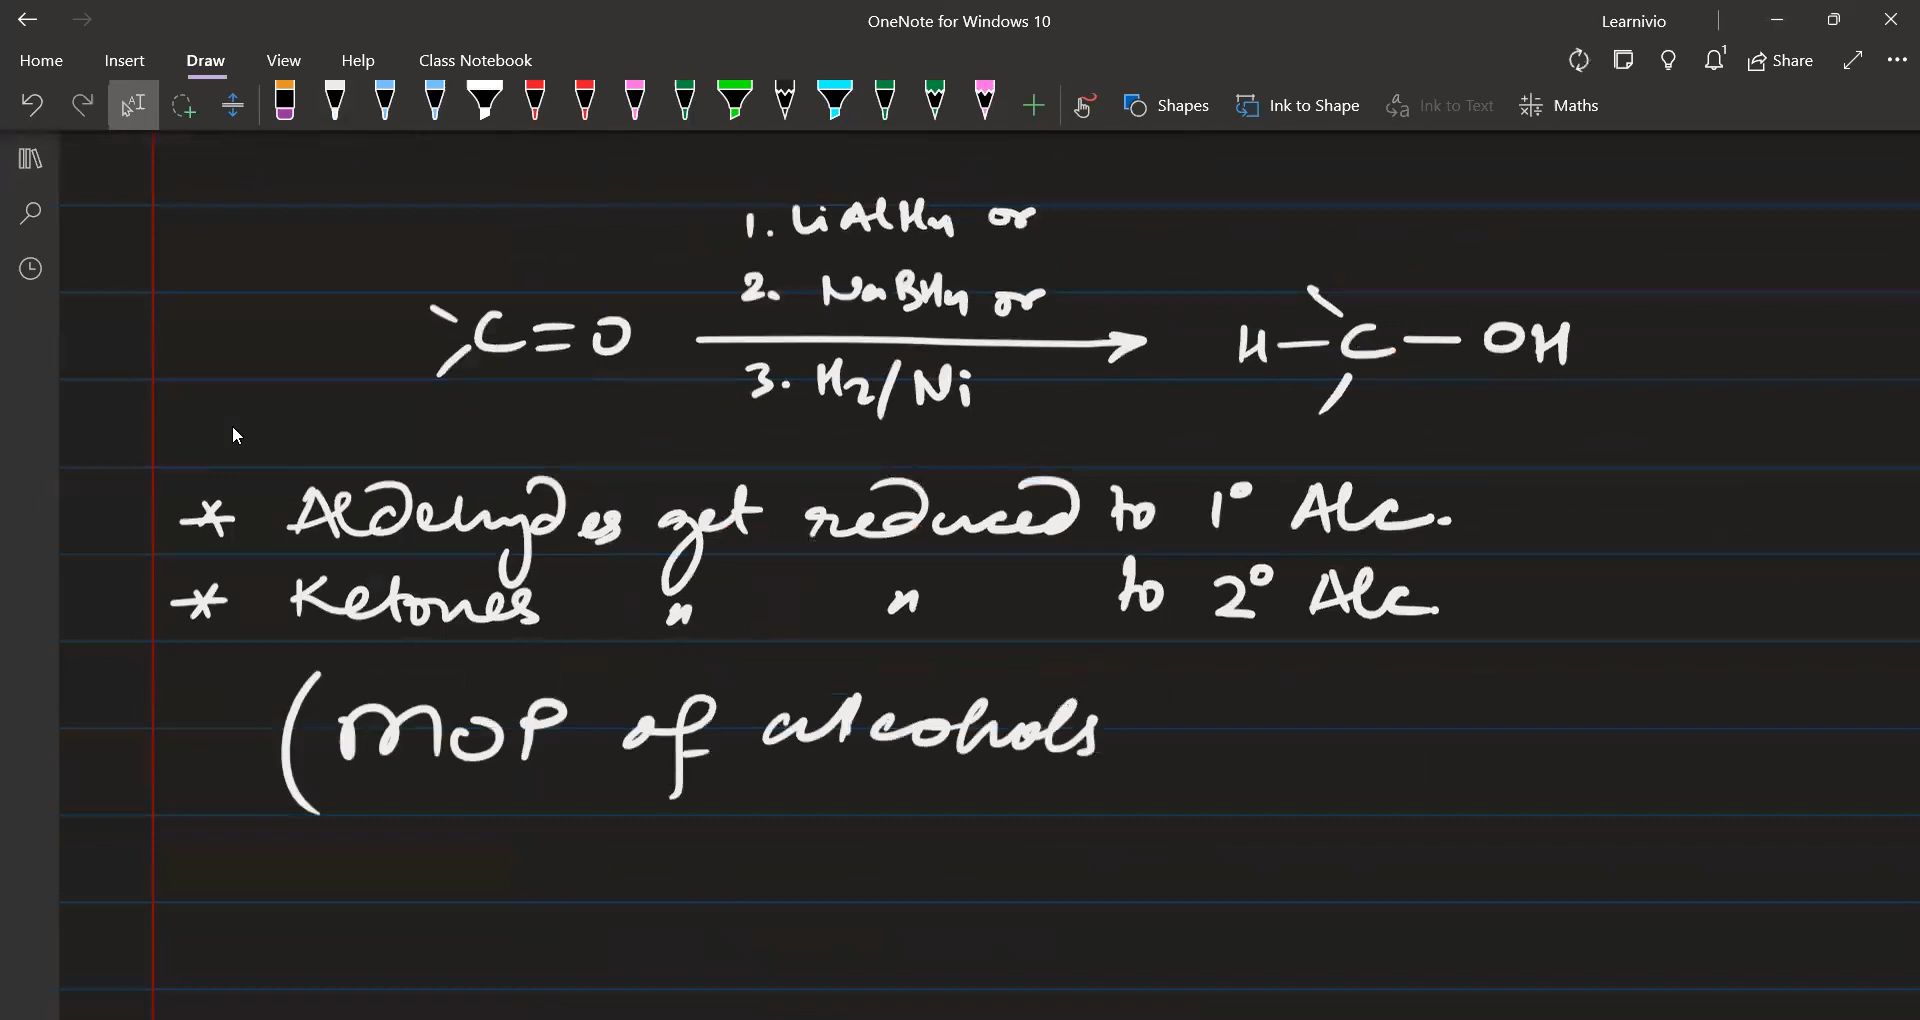 OneNote for Windows 10
Learnivio
Home Insert Draw View Help Class Notebook
1 Share
Shapes Ink to Shape Ink to Text Maths
1. LiAlH4 or
2. NaBH4 or
C=O H—C—OH
3. H2/Ni
* Aldehydes get reduced to 1° Alc.
* Ketones " " to 2° Alc.
(MOP of alcohols